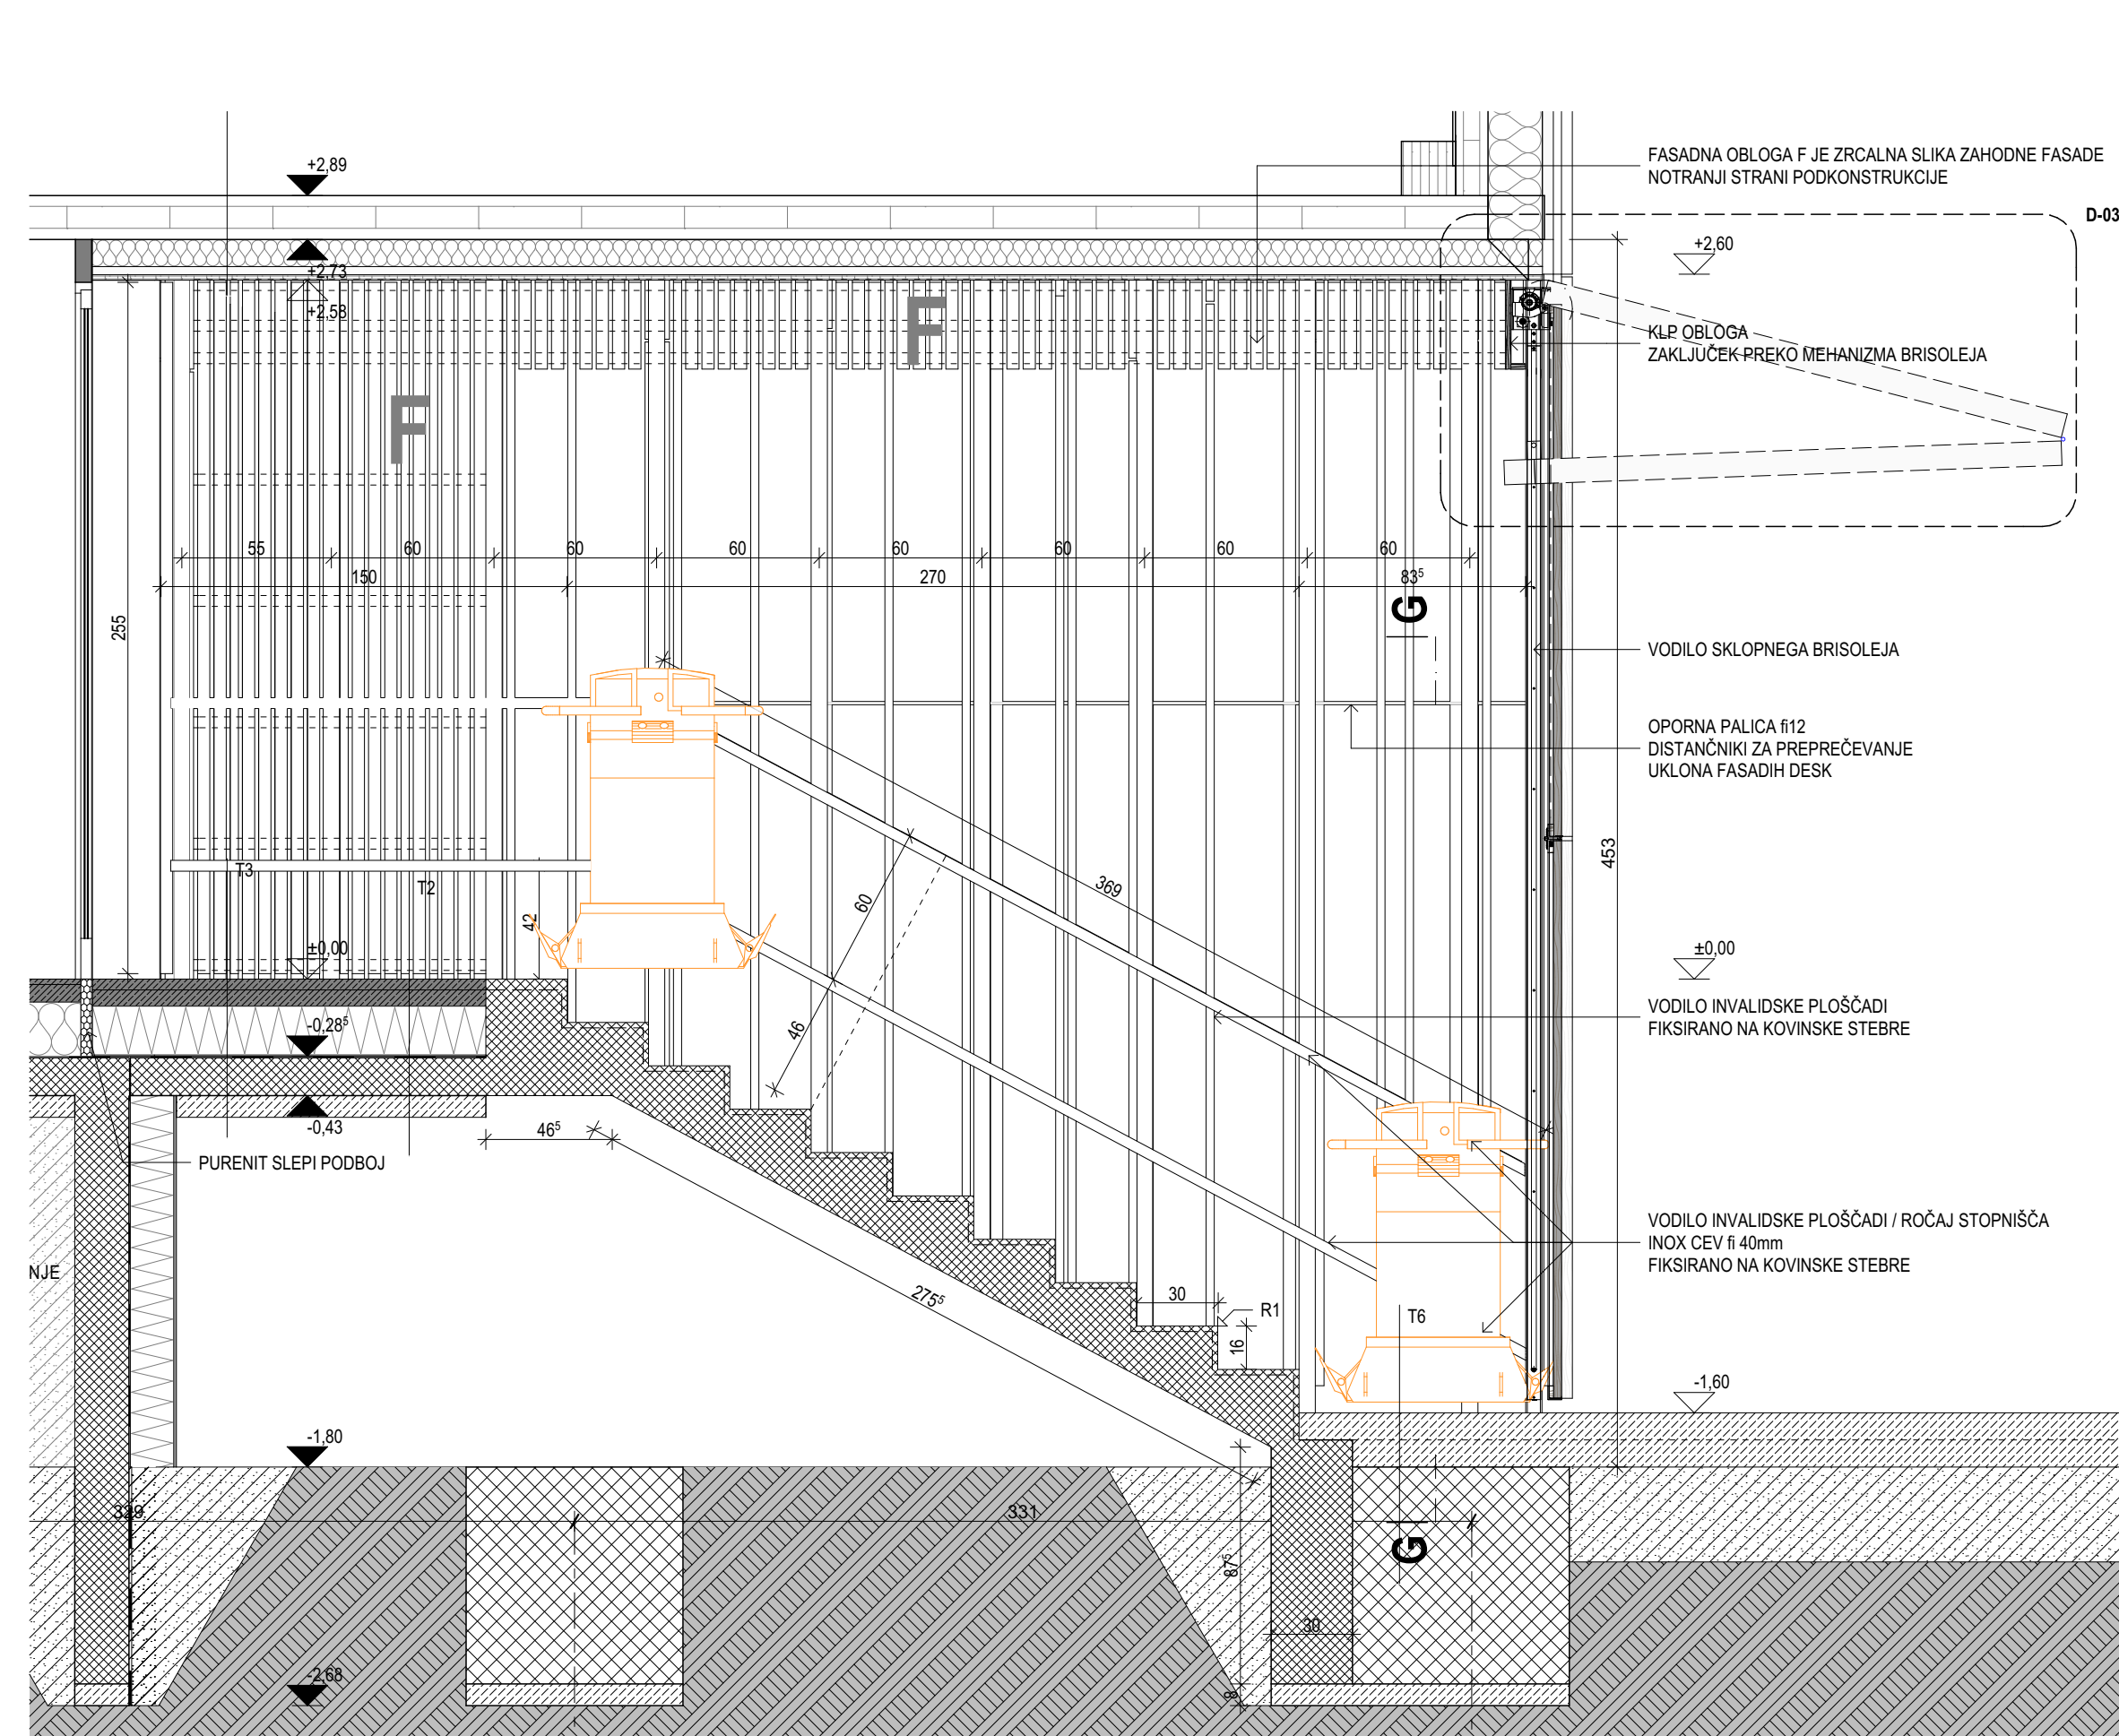 +2,89
FASADNA OBLOGA F JE ZRCALNA SLIKA ZAHODNE FASADE
NOTRANJI STRANI PODKONSTRUKCIJE
D-03
+2,60
+2,73
+2,58
F
F
KLP OBLOGA
ZAKLJUČEK PREKO MEHANIZMA BRISOLEJA
55
60
60
60
60
60
60
60
150
270
83⁵
G
255
VODILO SKLOPNEGA BRISOLEJA
OPORNA PALICA fi12
DISTANČNIKI ZA PREPREČEVANJE
UKLONA FASADIH DESK
453
T3
T2
369
60
42
±0,00
±0,00
VODILO INVALIDSKE PLOŠČADI
FIKSIRANO NA KOVINSKE STEBRE
46
-0,28⁵
-0,43
46⁵
PURENIT SLEPI PODBOJ
VODILO INVALIDSKE PLOŠČADI / ROČAJ STOPNIŠČA
INOX CEV fi 40mm
FIKSIRANO NA KOVINSKE STEBRE
NJE
275⁵
30
R1
T6
16
-1,60
-1,80
329
331
G
87⁵
30
-2,68
8